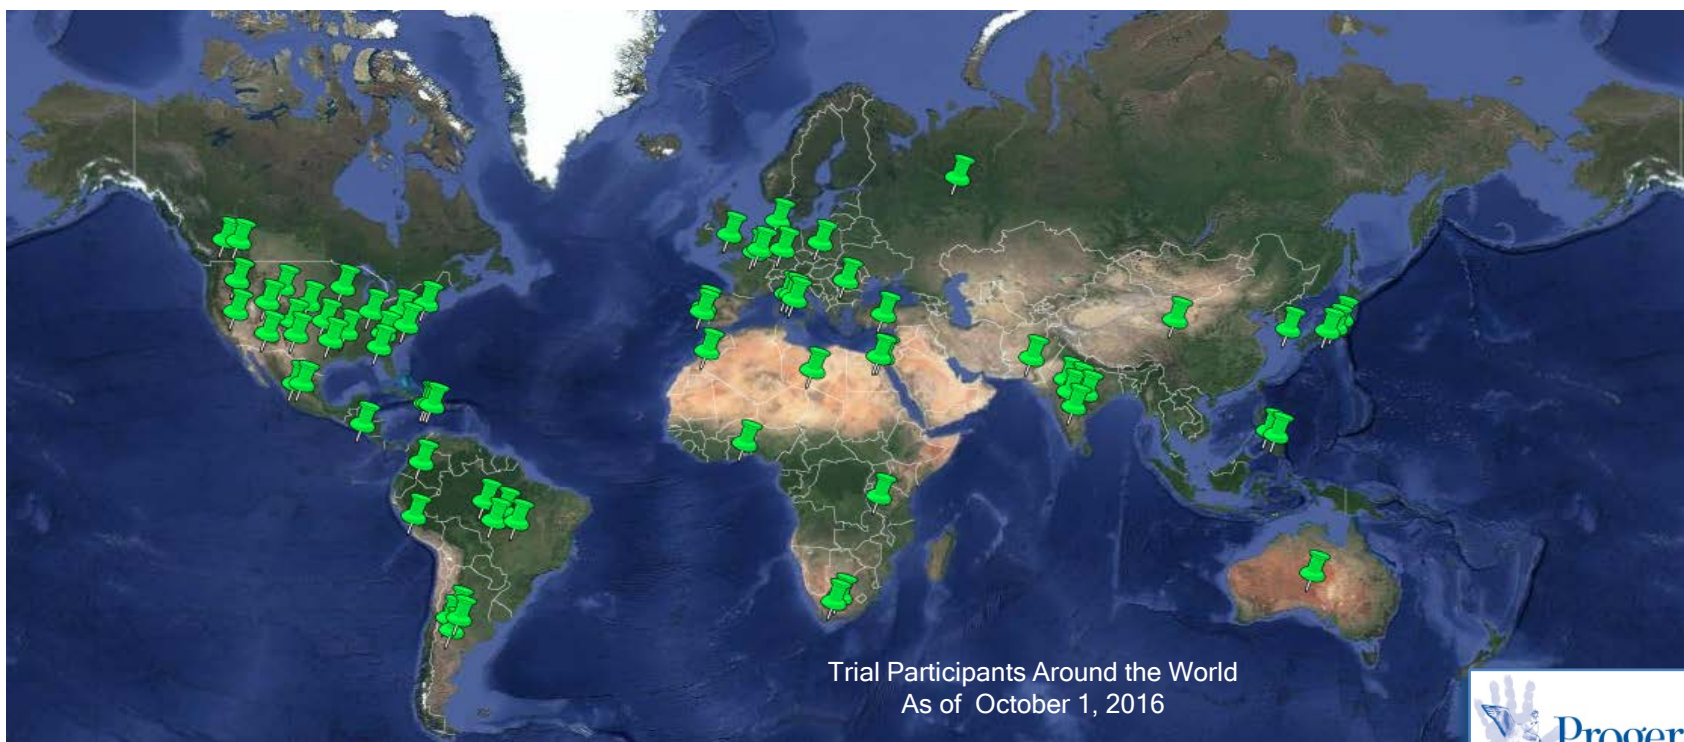 Trial Participants Around the World
As of October 1, 2016